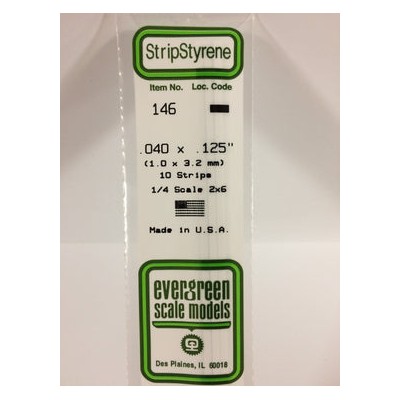 StripStyrene
Item No. Loc. Code
146
.040 x .125"
(1.0 x 3.2 mm)
10 Strips
1/4 Scale 2x6
Made in U.S.A.
evergreen
scale models
Des Plaines, IL 60018